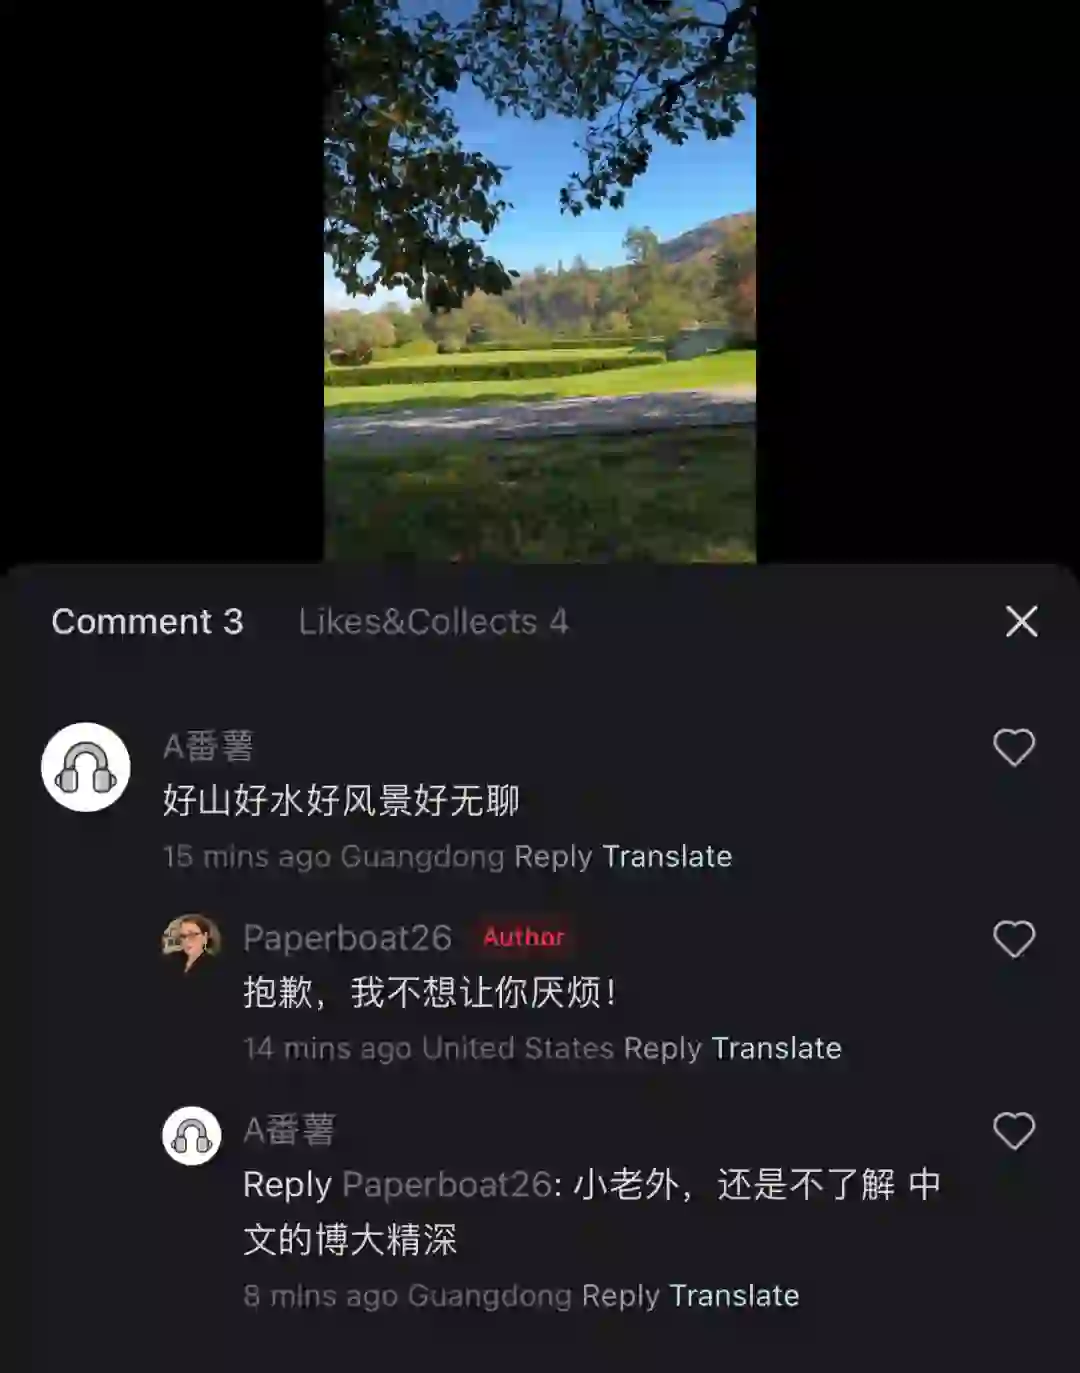 Comment 3 Likes&Collects 4
A番薯
好山好水好风景好无聊
15 mins ago Guangdong Reply Translate
Paperboat26 Author
抱歉，我不想让你厌烦！
14 mins ago United States Reply Translate
A番薯
Reply Paperboat26: 小老外，还是不了解 中
文的博大精深
8 mins ago Guangdong Reply Translate